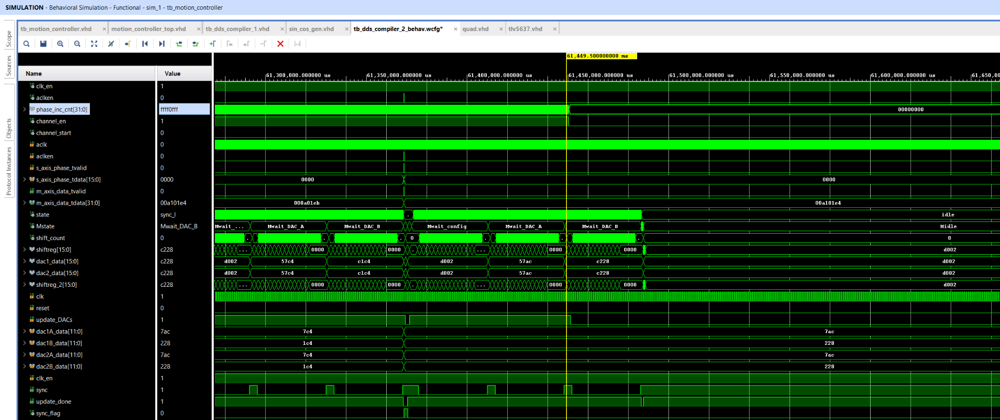 SIMULATION - Behavioral Simulation - Functional - sim_1 - tb_motion_controller
Scope
Sources
Objects
Protocol Instances
tb_motion_controller.vhd × motion_controller_top.vhd × tb_dds_compiler_1.vhd × sin_cos_gen.vhd × tb_dds_compiler_2_behav.wcfg* × quad.vhd × tlv5637.vhd ×
61,449.500000000 ms
Name Value
61,300,000.000000 us 61,350,000.000000 us 61,400,000.000000 us 61,450,000.000000 us 61,500,000.000000 us 61,550,000.000000 us 61,600,000.000000 us 61,650,0
clk_en 1
aclken 0
phase_inc_cnt[31:0] ffff0fff 00000000
channel_en 1
channel_start 0
aclk 0
aclken 0
s_axis_phase_tvalid 0
s_axis_phase_tdata[15:0] 0000 0000 0000
m_axis_data_tvalid 0
m_axis_data_tdata[31:0] 00a101e4 008a01eb 00a101e4
state sync_l . idle
Mstate Mwait_DAC_B Mwait_... Mwait_DAC_A Mwait_DAC_B Mwait_config Mwait_DAC_A Mwait_DAC_B Midle
shift_count 0 . . . 0 . . . 0
shiftreg[15:0] c228 ... 0000 0000 . ... 0000 0000 d002
dac1_data[15:0] c228 d002 57c4 c1c4 d002 57ac c228 d002
dac2_data[15:0] c228 d002 57c4 c1c4 d002 57ac c228 d002
shiftreg_2[15:0] c228 ... 0000 0000 . ... 0000 0000 d002
clk 1
reset 0
update_DACs 1
dac1A_data[11:0] 7ac 7c4 7ac
dac1B_data[11:0] 228 1c4 228
dac2A_data[11:0] 7ac 7c4 7ac
dac2B_data[11:0] 228 1c4 228
clk_en 1
sync 1
update_done 1
sync_flag 0